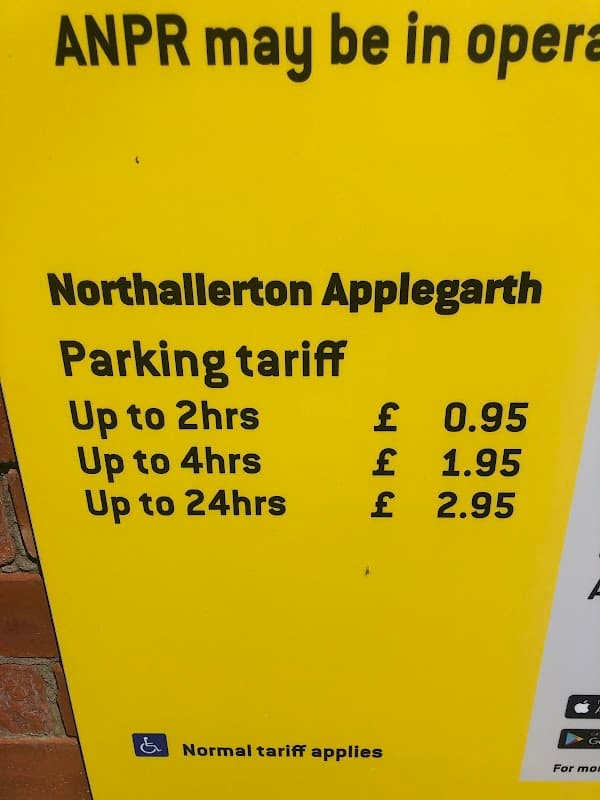 ANPR may be in opera
Northallerton Applegarth
Parking tariff
Up to 2hrs £ 0.95
Up to 4hrs £ 1.95
Up to 24hrs £ 2.95
Normal tariff applies
For mo